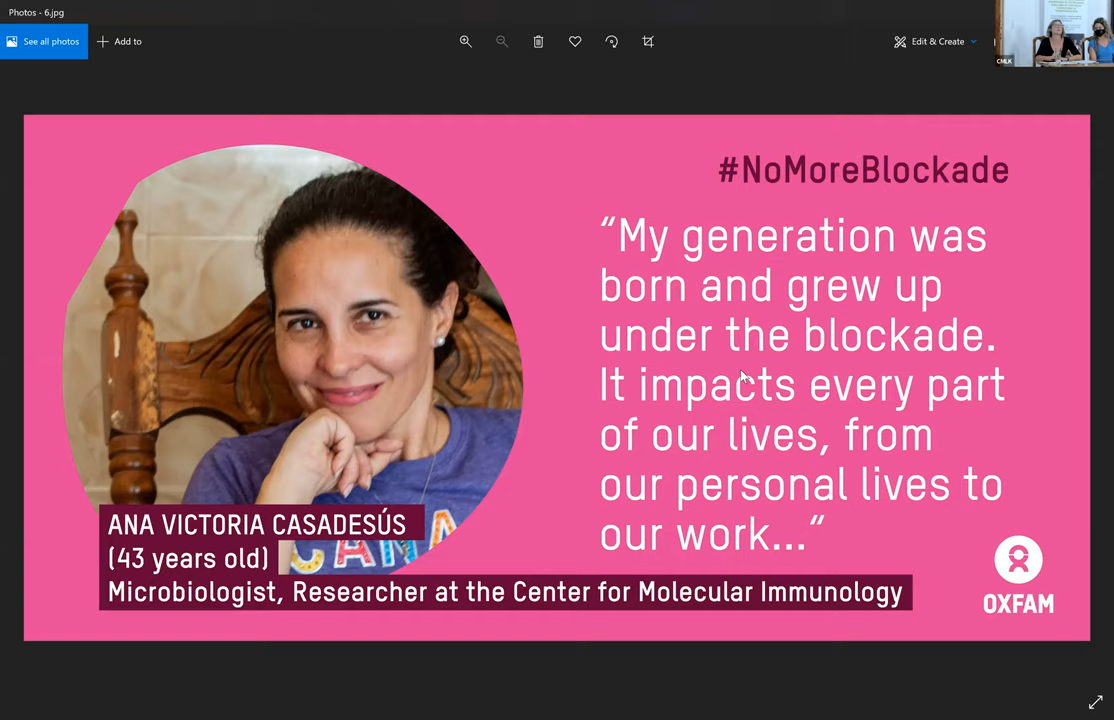 Photos - 6.jpg
See all photos
Add to
Edit & Create
CMLK
#NoMoreBlockade
“My generation was
born and grew up
under the blockade.
It impacts every part
of our lives, from
our personal lives to
our work...“
CANA
ANA VICTORIA CASADESÚS
(43 years old)
Microbiologist, Researcher at the Center for Molecular Immunology
OXFAM